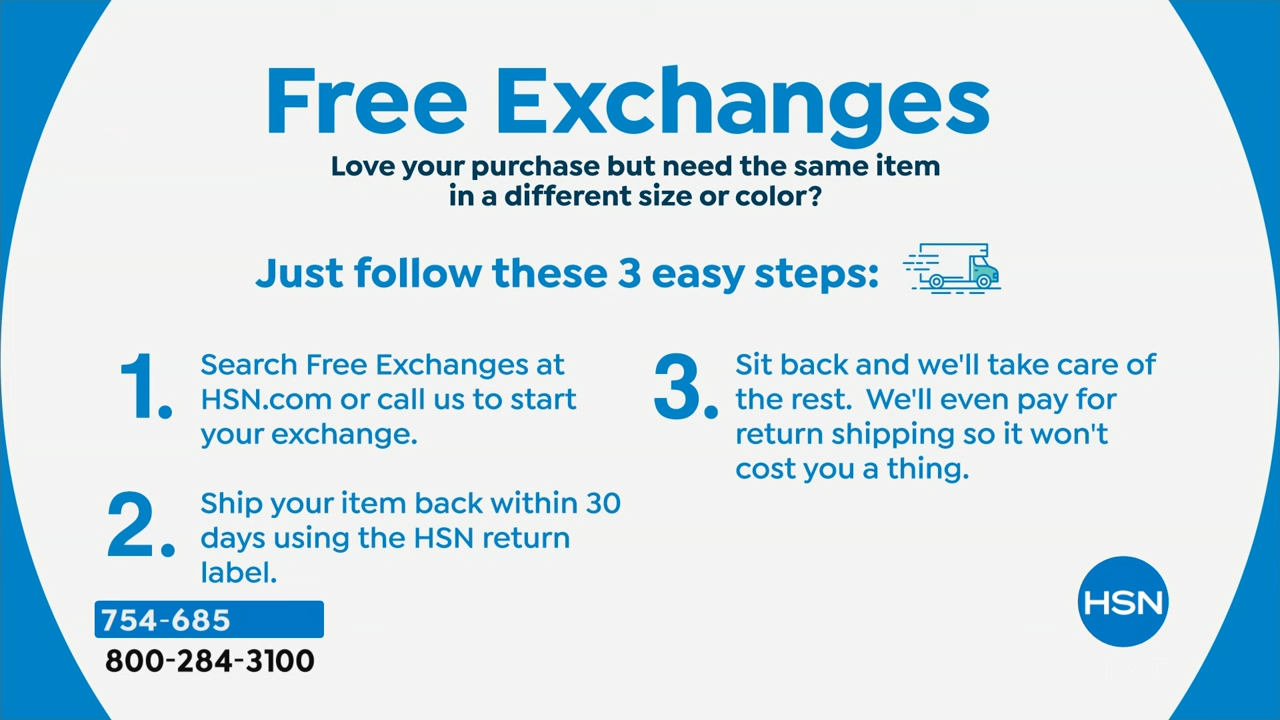 Free Exchanges
Love your purchase but need the same item
in a different size or color?
Just follow these 3 easy steps:
1. Search Free Exchanges at
HSN.com or call us to start
your exchange.
2. Ship your item back within 30
days using the HSN return
label.
3. Sit back and we'll take care of
the rest.  We'll even pay for
return shipping so it won't
cost you a thing.
754-685
800-284-3100
HSN